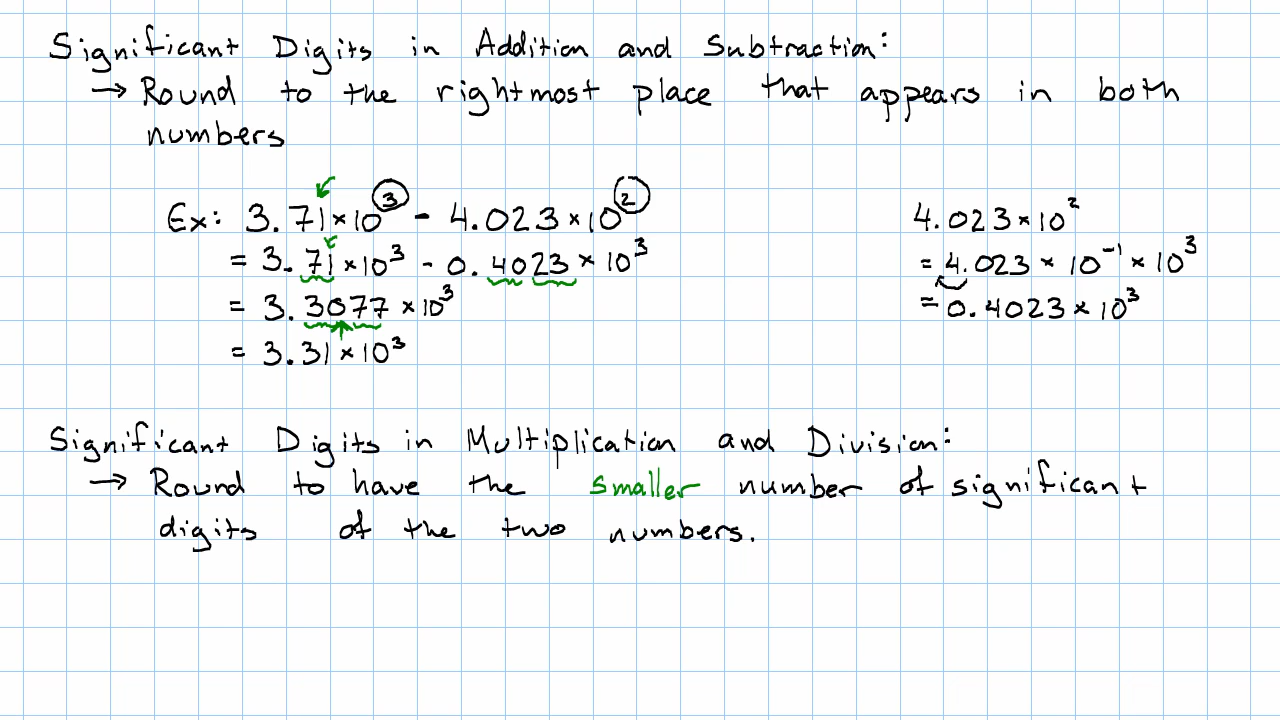 Significant Digits in Addition and Subtraction:
→ Round to the rightmost place that appears in both
numbers
Ex: 3.71×10³ - 4.023×10²
= 3.71×10³ - 0.4023×10³
= 3.3077×10³
= 3.31×10³
4.023×10²
= 4.023×10⁻¹×10³
= 0.4023×10³
Significant Digits in Multiplication and Division:
→ Round to have the smaller number of significant
digits of the two numbers.